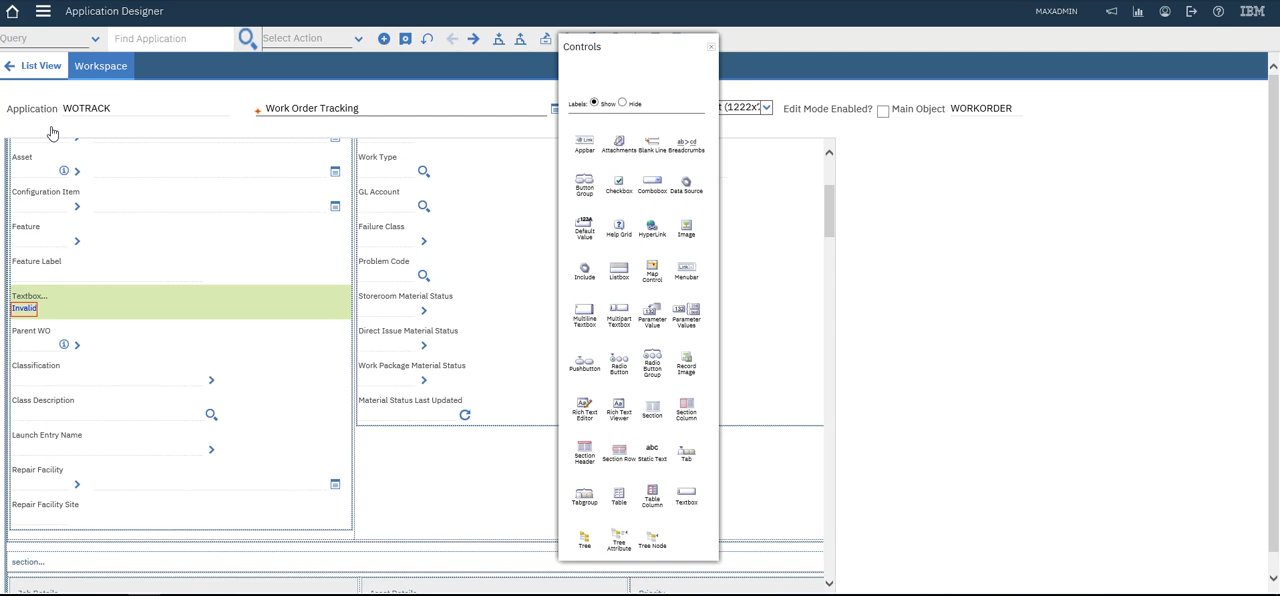 Application Designer
MAXADMIN
IBM
Query
Find Application
Select Action
List View
Workspace
Application WOTRACK
Work Order Tracking
t (1222x
Edit Mode Enabled?
Main Object WORKORDER
Asset
Configuration Item
Feature
Feature Label
Textbox...
Invalid
Parent WO
Classification
Class Description
Launch Entry Name
Repair Facility
Repair Facility Site
Work Type
GL Account
Failure Class
Problem Code
Storeroom Material Status
Direct Issue Material Status
Work Package Material Status
Material Status Last Updated
section...
Job Details
Asset Details
Priority
Controls
Labels: Show Hide
Appbar
Attachments
Blank Line
Breadcrumbs
Button Group
Checkbox
Combobox
Data Source
Default Value
Help Grid
HyperLink
Image
Include
Listbox
Map Control
Menubar
Multiline Textbox
Multipart Textbox
Parameter Value
Parameter Values
Pushbutton
Radio Button
Radio Button Group
Record Image
Rich Text Editor
Rich Text Viewer
Section
Section Column
Section Header
Section Row
Static Text
Tab
Tabgroup
Table
Table Column
Textbox
Tree
Tree Attribute
Tree Node